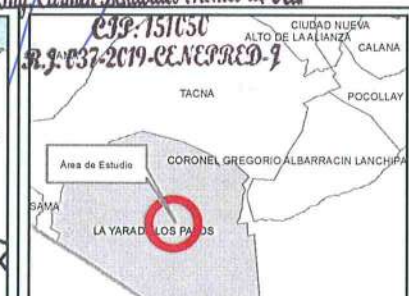 CIP: 151050
R.J. 037-2019-CENEPRED-J
CIUDAD NUEVA
ALTO DE LA ALIANZA
CALANA
TACNA
POCOLLAY
Área de Estudio
CORONEL GREGORIO ALBARRACIN LANCHIPA
SAMA
LA YARADA LOS PALOS